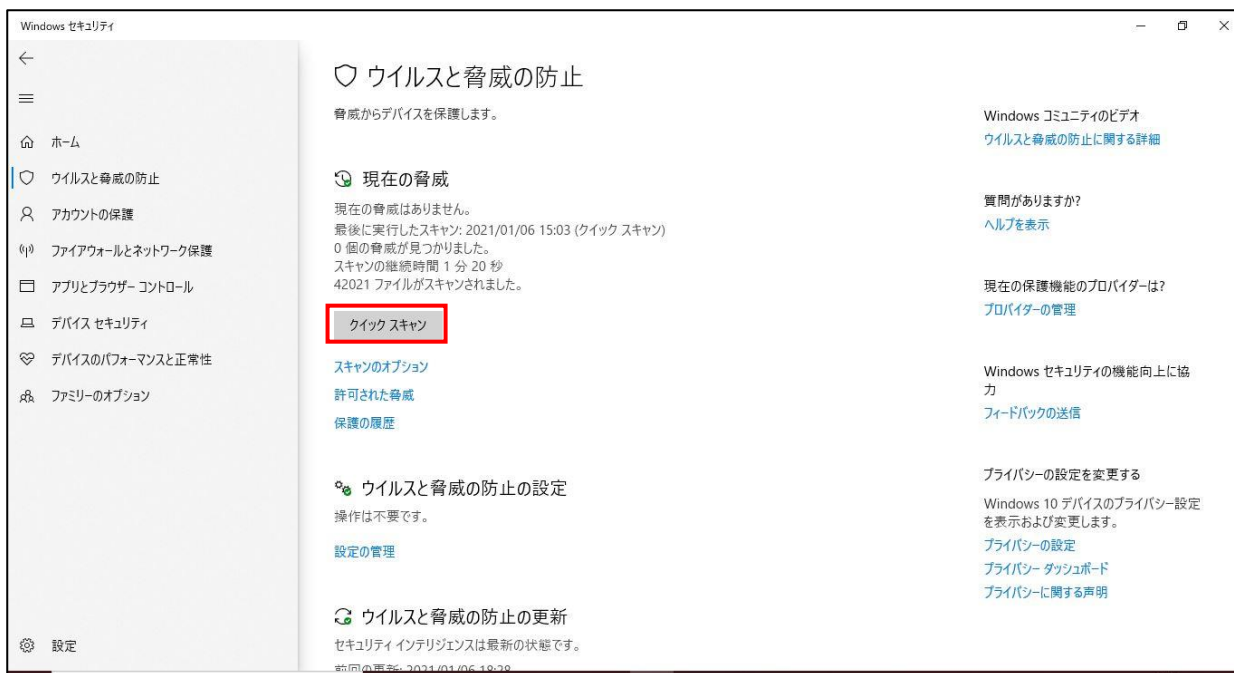 Windows セキュリティ
ホーム
ウイルスと脅威の防止
アカウントの保護
ファイアウォールとネットワーク保護
アプリとブラウザー コントロール
デバイス セキュリティ
デバイスのパフォーマンスと正常性
ファミリーのオプション
設定
ウイルスと脅威の防止
脅威からデバイスを保護します。
現在の脅威
現在の脅威はありません。
最後に実行したスキャン: 2021/01/06 15:03 (クイック スキャン)
0 個の脅威が見つかりました。
スキャンの継続時間 1 分 20 秒
42021 ファイルがスキャンされました。
クイック スキャン
スキャンのオプション
許可された脅威
保護の履歴
ウイルスと脅威の防止の設定
操作は不要です。
設定の管理
ウイルスと脅威の防止の更新
セキュリティ インテリジェンスは最新の状態です。
前回の更新: 2021/01/06 18:28
Windows コミュニティのビデオ
ウイルスと脅威の防止に関する詳細
質問がありますか?
ヘルプを表示
現在の保護機能のプロバイダーは?
プロバイダーの管理
Windows セキュリティの機能向上に協
力
フィードバックの送信
プライバシーの設定を変更する
Windows 10 デバイスのプライバシー設定
を表示および変更します。
プライバシーの設定
プライバシー ダッシュボード
プライバシーに関する声明